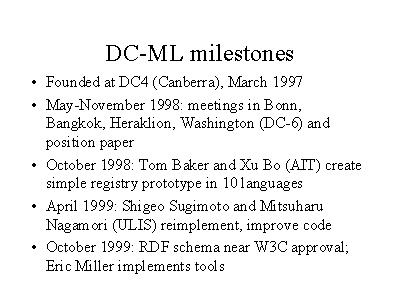 DC-ML milestones
• Founded at DC4 (Canberra), March 1997
• May-November 1998: meetings in Bonn,
Bangkok, Heraklion, Washington (DC-6) and
position paper
• October 1998: Tom Baker and Xu Bo (AIT) create
simple registry prototype in 10 languages
• April 1999: Shigeo Sugimoto and Mitsuharu
Nagamori (ULIS) reimplement, improve code
• October 1999: RDF schema near W3C approval;
Eric Miller implements tools